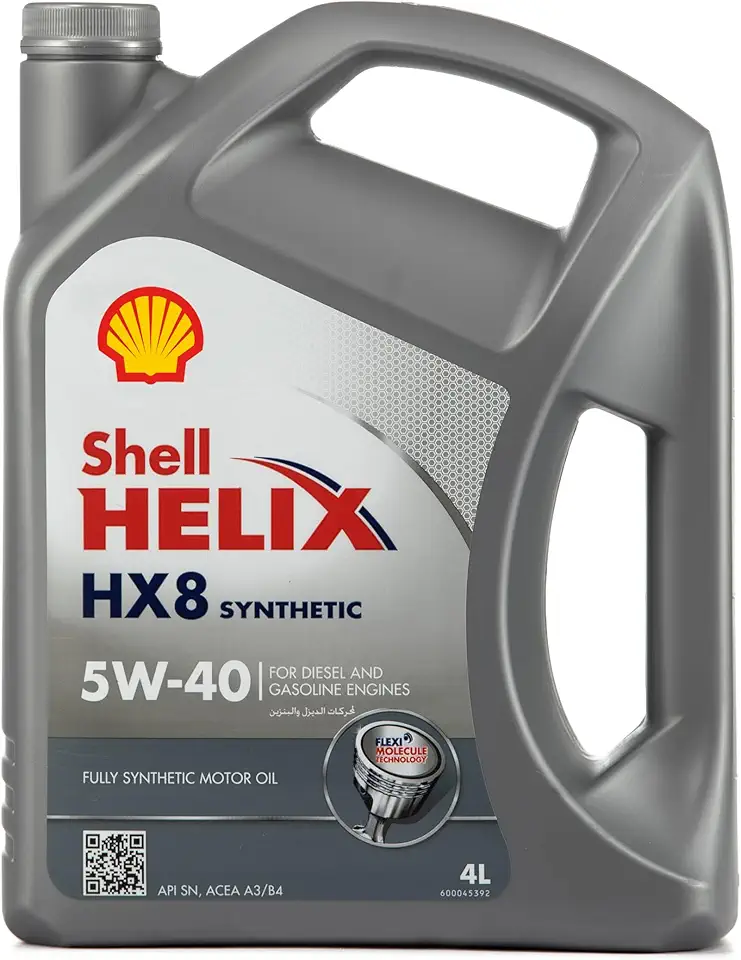 Shell
HELIX
HX8 SYNTHETIC
5W-40
FOR DIESEL AND
GASOLINE ENGINES
لمحركات الديزل والبنزين
FLEXI
MOLECULE
TECHNOLOGY
FULLY SYNTHETIC MOTOR OIL
API SN, ACEA A3/B4
4L
600045392